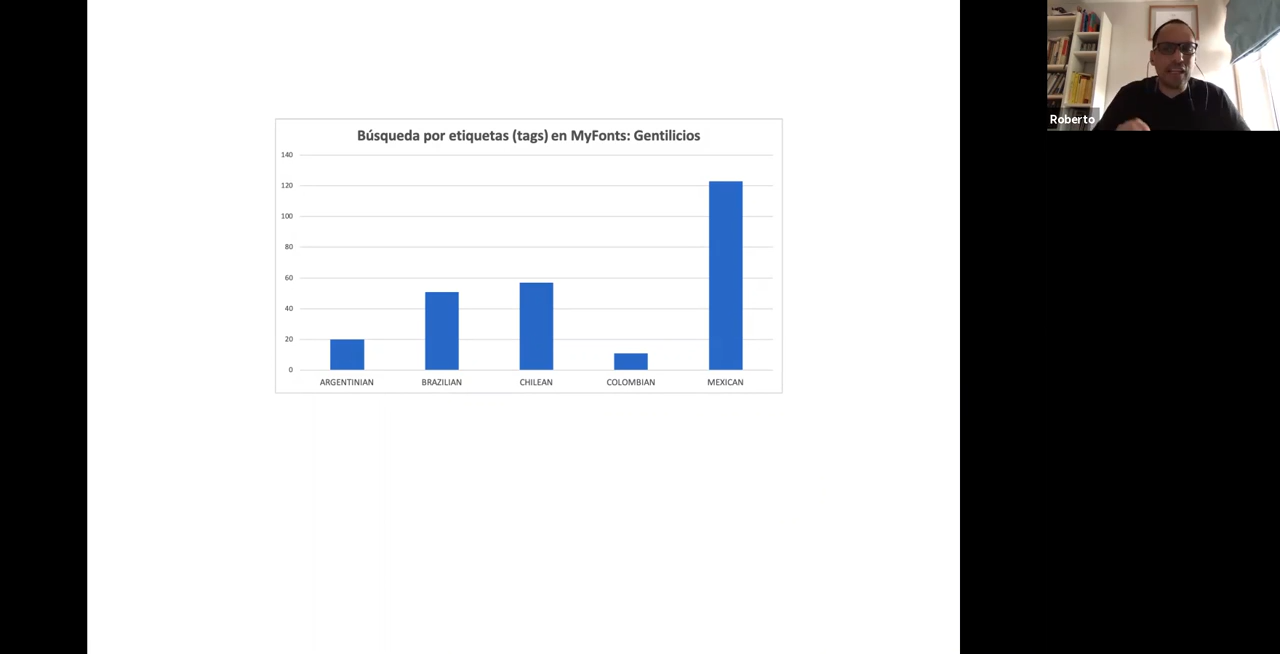 Búsqueda por etiquetas (tags) en MyFonts: Gentilicios
140
120
100
80
60
40
20
0
ARGENTINIAN BRAZILIAN CHILEAN COLOMBIAN MEXICAN
Roberto